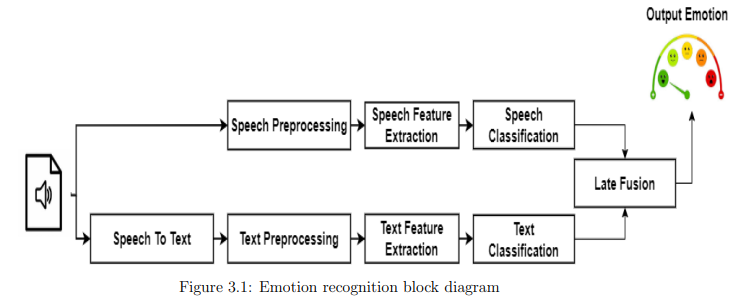 Output Emotion
Speech Preprocessing
Speech Feature
Extraction
Speech
Classification
Late Fusion
Speech To Text
Text Preprocessing
Text Feature
Extraction
Text
Classification
Figure 3.1: Emotion recognition block diagram